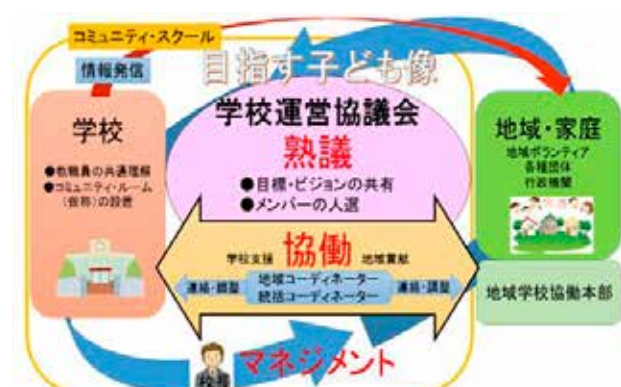 コミュニティ・スクール
情報発信
目指す子ども像
学校
●教職員の共通理解
●コミュニティ・ルーム
(仮称)の設置
学校運営協議会
熟議
●目標・ビジョンの共有
●メンバーの人選
地域・家庭
地域ボランティア
各種団体
行政機関
学校支援
協働
地域貢献
連絡・調整
地域コーディネーター
統括コーディネーター
連絡・調整
地域学校協働本部
校長
マネジメント